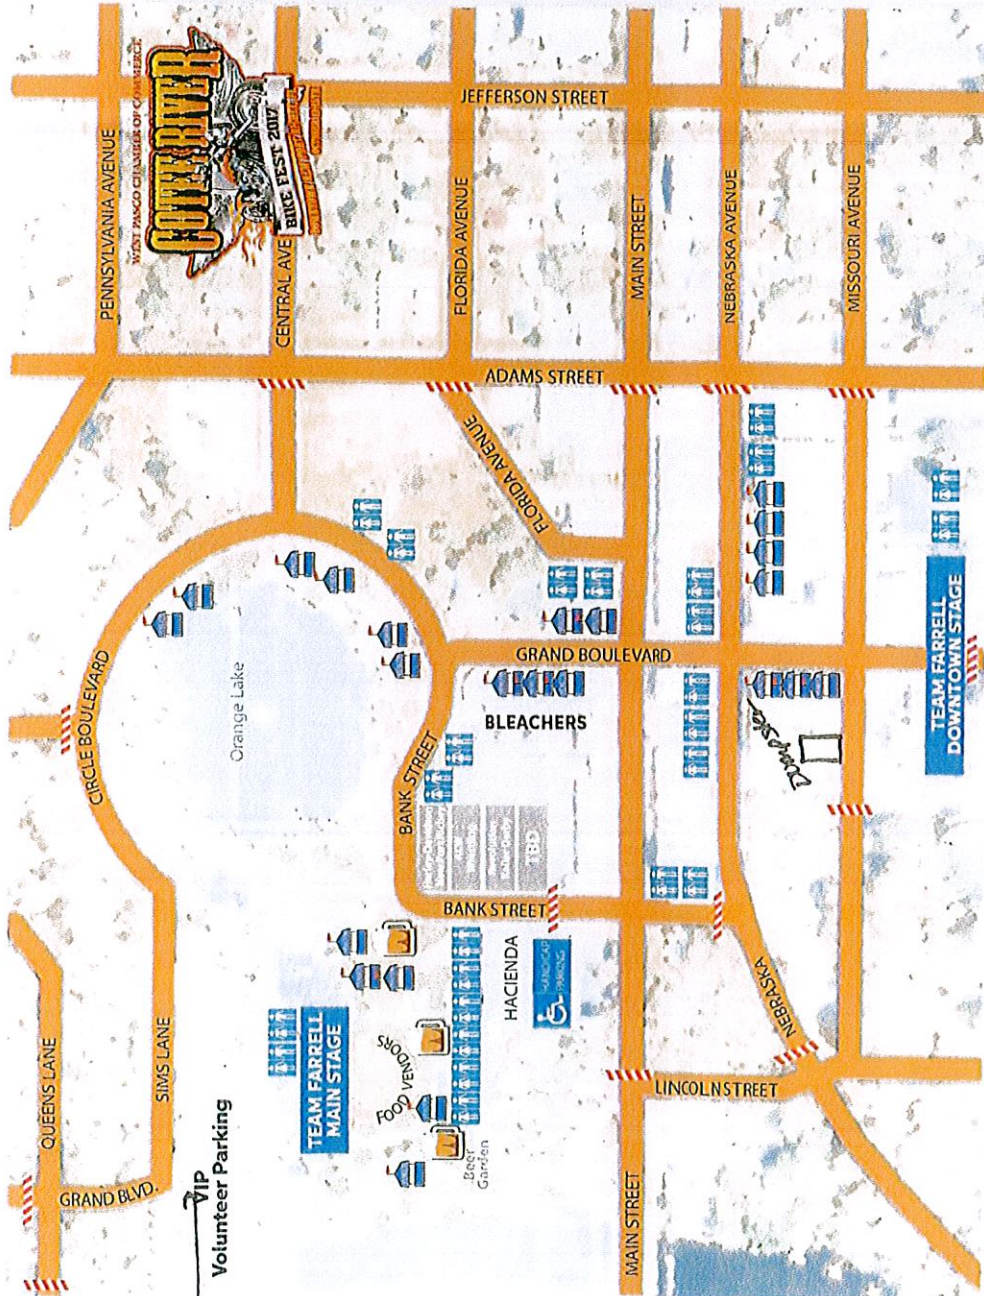 WEST PASCO CHAMBER OF COMMERCE
COTEE RIVER
BIKE FEST 2017
PENNSYLVANIA AVENUE
CENTRAL AVE
FLORIDA AVENUE
JEFFERSON STREET
MAIN STREET
NEBRASKA AVENUE
MISSOURI AVENUE
ADAMS STREET
FLORIDA AVENUE
CIRCLE BOULEVARD
Orange Lake
GRAND BOULEVARD
BLEACHERS
BANK STREET
TBD
Dumpster
TEAM FARRELL
DOWNTOWN STAGE
BANK STREET
HACIENDA
HANDICAP
PARKING
QUEENS LANE
SIMS LANE
GRAND BLVD.
VIP
Volunteer Parking
TEAM FARRELL
MAIN STAGE
FOOD VENDORS
Beer
Garden
NEBRASKA
LINCOLN STREET
MAIN STREET